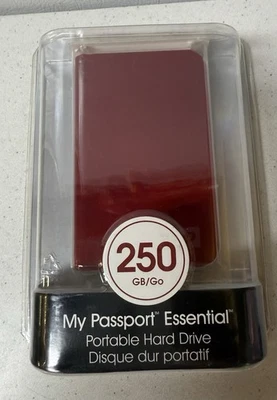 250
GB/Go
My Passport™ Essential™
Portable Hard Drive
Disque dur portatif